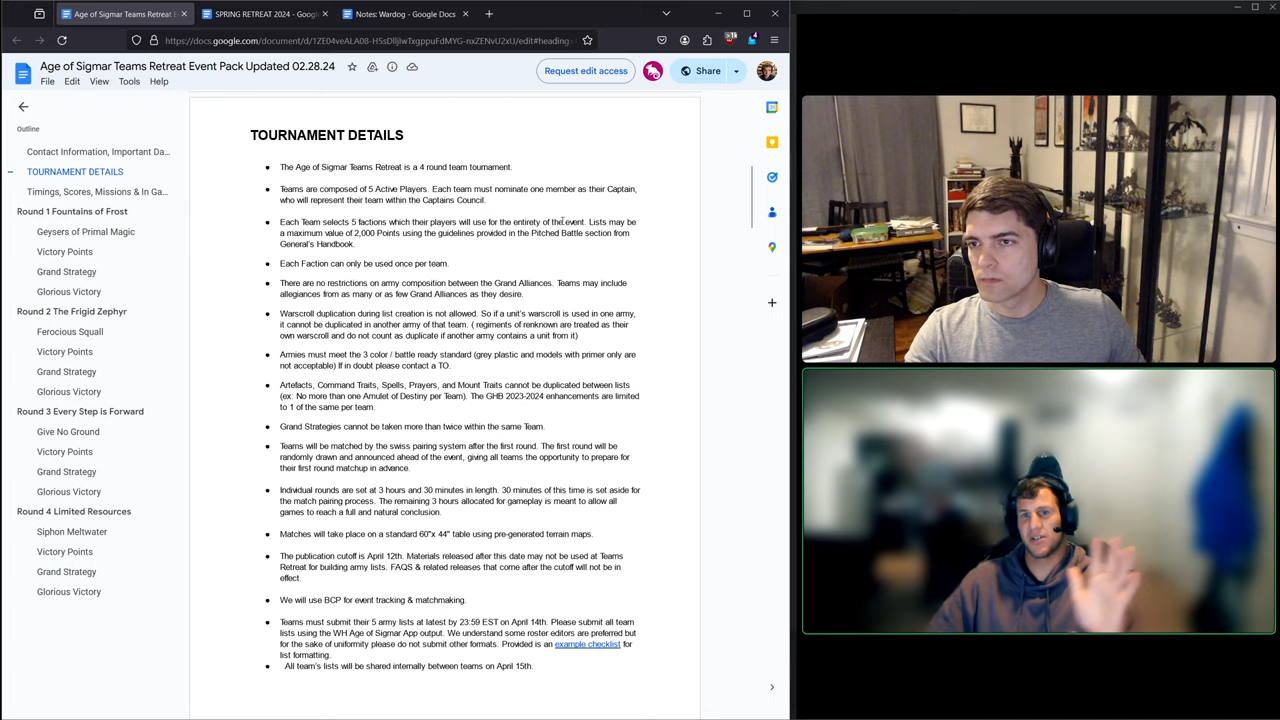 Age of Sigmar Teams Retreat E
SPRING RETREAT 2024 - Goog
Notes: Wardog - Google Docs
Age of Sigmar Teams Retreat Event Pack Updated 02.28.24
File Edit View Tools Help
Request edit access
Share
Outline
Contact Information, Important Da...
TOURNAMENT DETAILS
Timings, Scores, Missions & In Ga...
Round 1 Fountains of Frost
Geysers of Primal Magic
Victory Points
Grand Strategy
Glorious Victory
Round 2 The Frigid Zephyr
Ferocious Squall
Victory Points
Grand Strategy
Glorious Victory
Round 3 Every Step is Forward
Give No Ground
Victory Points
Grand Strategy
Glorious Victory
Round 4 Limited Resources
Siphon Meltwater
Victory Points
Grand Strategy
Glorious Victory
TOURNAMENT DETAILS
The Age of Sigmar Teams Retreat is a 4 round team tournament.
Teams are composed of 5 Active Players. Each team must nominate one member as their Captain,
who will represent their team within the Captains Council.
Each Team selects 5 factions which their players will use for the entirety of the event. Lists may be
a maximum value of 2,000 Points using the guidelines provided in the Pitched Battle section from
General's Handbook.
Each Faction can only be used once per team.
There are no restrictions on army composition between the Grand Alliances. Teams may include
allegiances from as many or as few Grand Alliances as they desire.
Warscroll duplication during list creation is not allowed. So if a unit's warscroll is used in one army,
it cannot be duplicated in another army of that team. ( regiments of renknown are treated as their
own warscroll and do not count as duplicate if another army contains a unit from it)
Armies must meet the 3 color / battle ready standard (grey plastic and models with primer only are
not acceptable) If in doubt please contact a TO.
Artefacts, Command Traits, Spells, Prayers, and Mount Traits cannot be duplicated between lists
(ex: No more than one Amulet of Destiny per Team). The GHB 2023-2024 enhancements are limited
to 1 of the same per team.
Grand Strategies cannot be taken more than twice within the same Team.
Teams will be matched by the swiss pairing system after the first round. The first round will be
randomly drawn and announced ahead of the event, giving all teams the opportunity to prepare for
their first round matchup in advance.
Individual rounds are set at 3 hours and 30 minutes in length. 30 minutes of this time is set aside for
the match pairing process. The remaining 3 hours allocated for gameplay is meant to allow all
games to reach a full and natural conclusion.
Matches will take place on a standard 60"x 44" table using pre-generated terrain maps.
The publication cutoff is April 12th. Materials released after this date may not be used at Teams
Retreat for building army lists. FAQS & related releases that come after the cutoff will not be in
effect.
We will use BCP for event tracking & matchmaking.
Teams must submit their 5 army lists at latest by 23:59 EST on April 14th. Please submit all team
lists using the WH Age of Sigmar App output. We understand some roster editors are preferred but
for the sake of uniformity please do not submit other formats. Provided is an example checklist for
list formatting.
All team's lists will be shared internally between teams on April 15th.